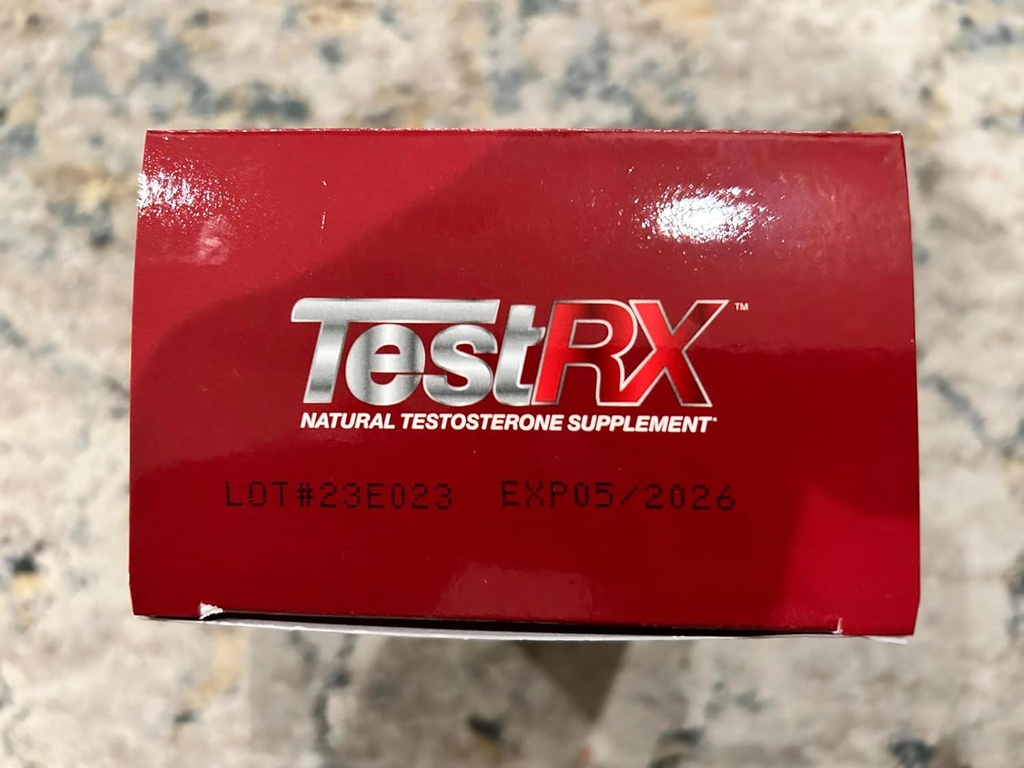 TestRX™
NATURAL TESTOSTERONE SUPPLEMENT*
LOT#23E023 EXP05/2026